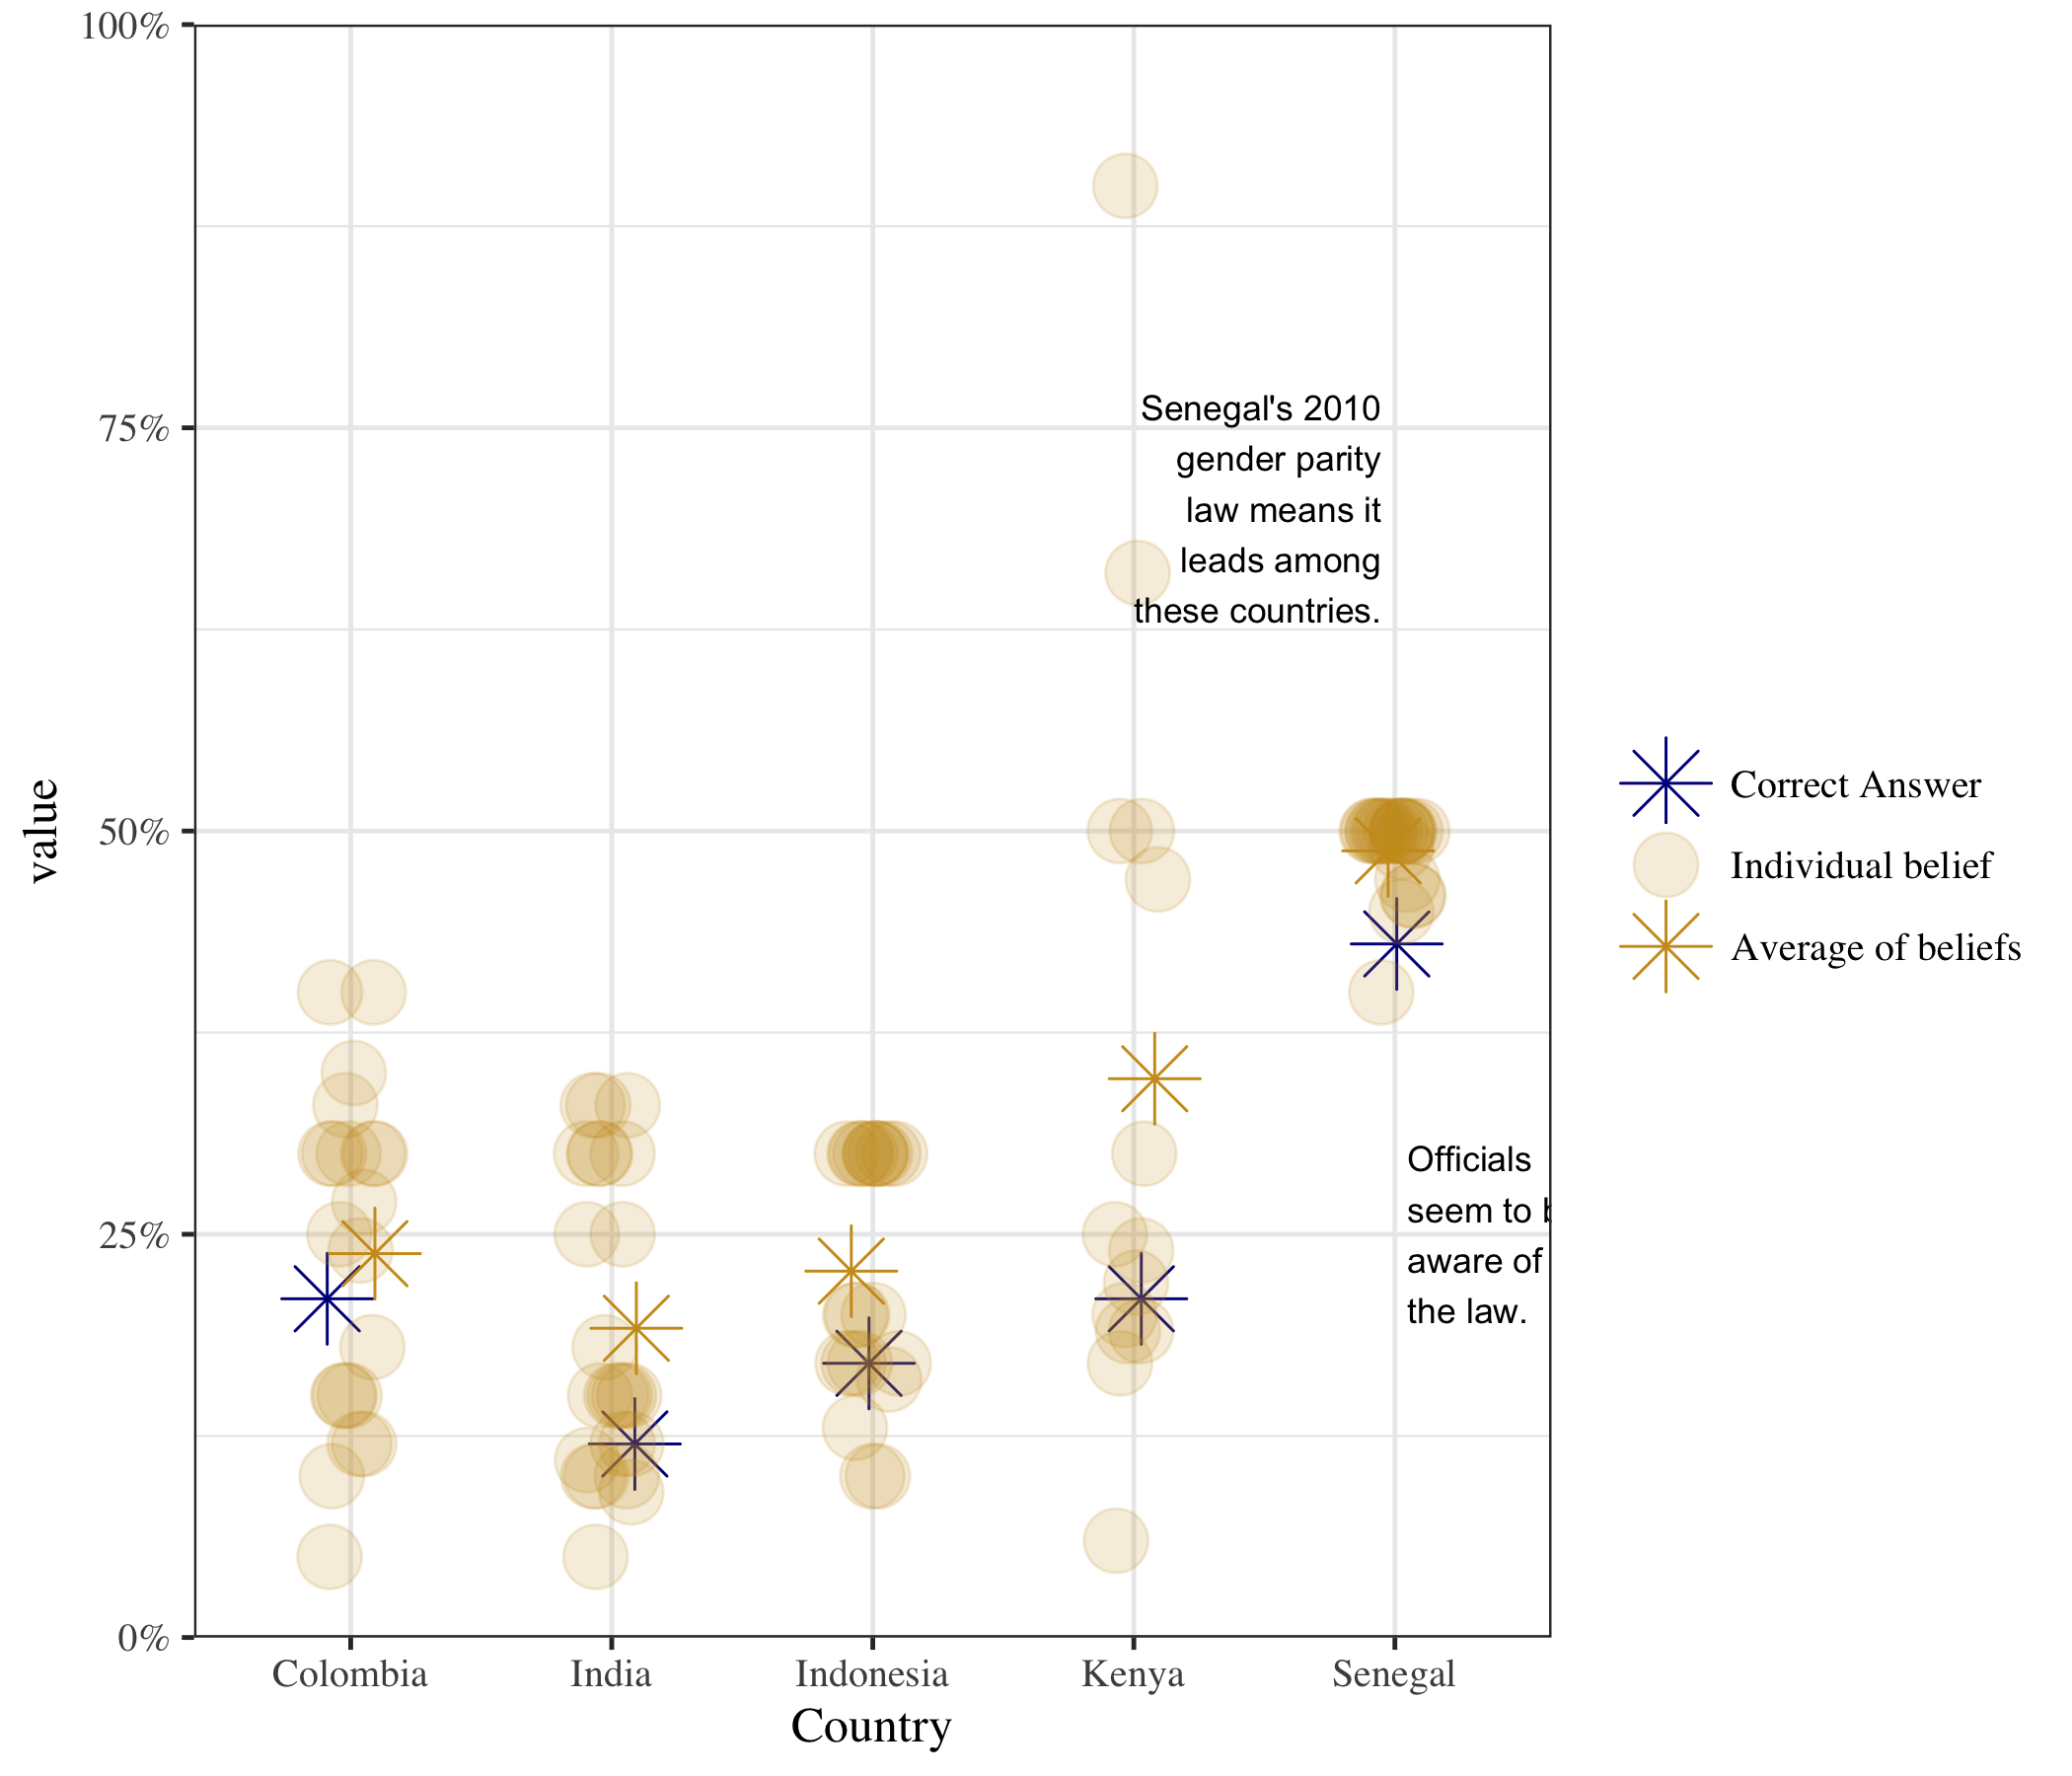 100%
75%
50%
25%
0%
value
Senegal's 2010
gender parity
law means it
leads among
these countries.
Officials
seem to
aware of
the law.
Colombia
India
Indonesia
Kenya
Senegal
Country
Correct Answer
Individual belief
Average of beliefs